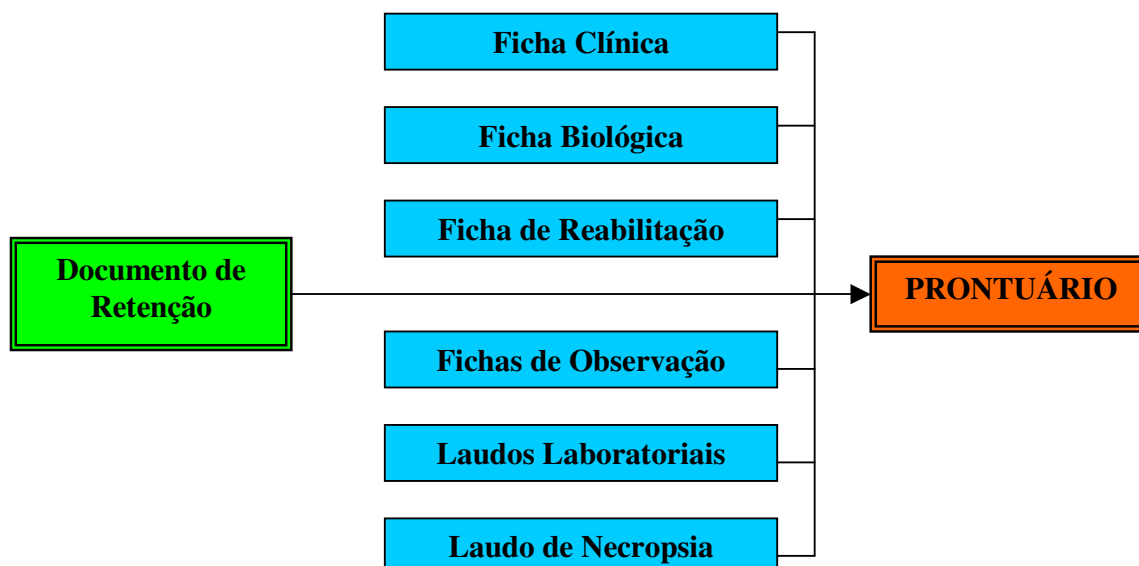 Ficha Clínica
Ficha Biológica
Ficha de Reabilitação
Documento de
Retenção
PRONTUÁRIO
Fichas de Observação
Laudos Laboratoriais
Laudo de Necropsia